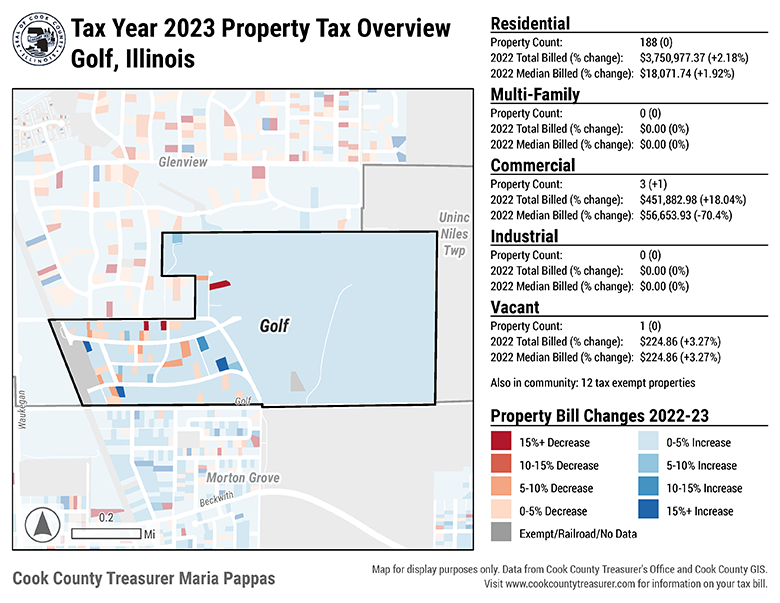 Tax Year 2023 Property Tax Overview
Golf, Illinois
Residential
Property Count: 188 (0)
2022 Total Billed (% change): $3,750,977.37 (+2.18%)
2022 Median Billed (% change): $18,071.74 (+1.92%)
Multi-Family
Property Count: 0 (0)
2022 Total Billed (% change): $0.00 (0%)
2022 Median Billed (% change): $0.00 (0%)
Commercial
Property Count: 3 (+1)
2022 Total Billed (% change): $451,882.98 (+18.04%)
2022 Median Billed (% change): $56,653.93 (-70.4%)
Industrial
Property Count: 0 (0)
2022 Total Billed (% change): $0.00 (0%)
2022 Median Billed (% change): $0.00 (0%)
Vacant
Property Count: 1 (0)
2022 Total Billed (% change): $224.86 (+3.27%)
2022 Median Billed (% change): $224.86 (+3.27%)
Also in community: 12 tax exempt properties
Property Bill Changes 2022-23
15%+ Decrease
10-15% Decrease
5-10% Decrease
0-5% Decrease
Exempt/Railroad/No Data
0-5% Increase
5-10% Increase
10-15% Increase
15%+ Increase
Glenview
Uninc
Niles
Twp
Golf
Waukegan
Golf
Morton Grove
Beckwith
0.2
Mi
Cook County Treasurer Maria Pappas
Map for display purposes only. Data from Cook County Treasurer's Office and Cook County GIS.
Visit www.cookcountytreasurer.com for information on your tax bill.